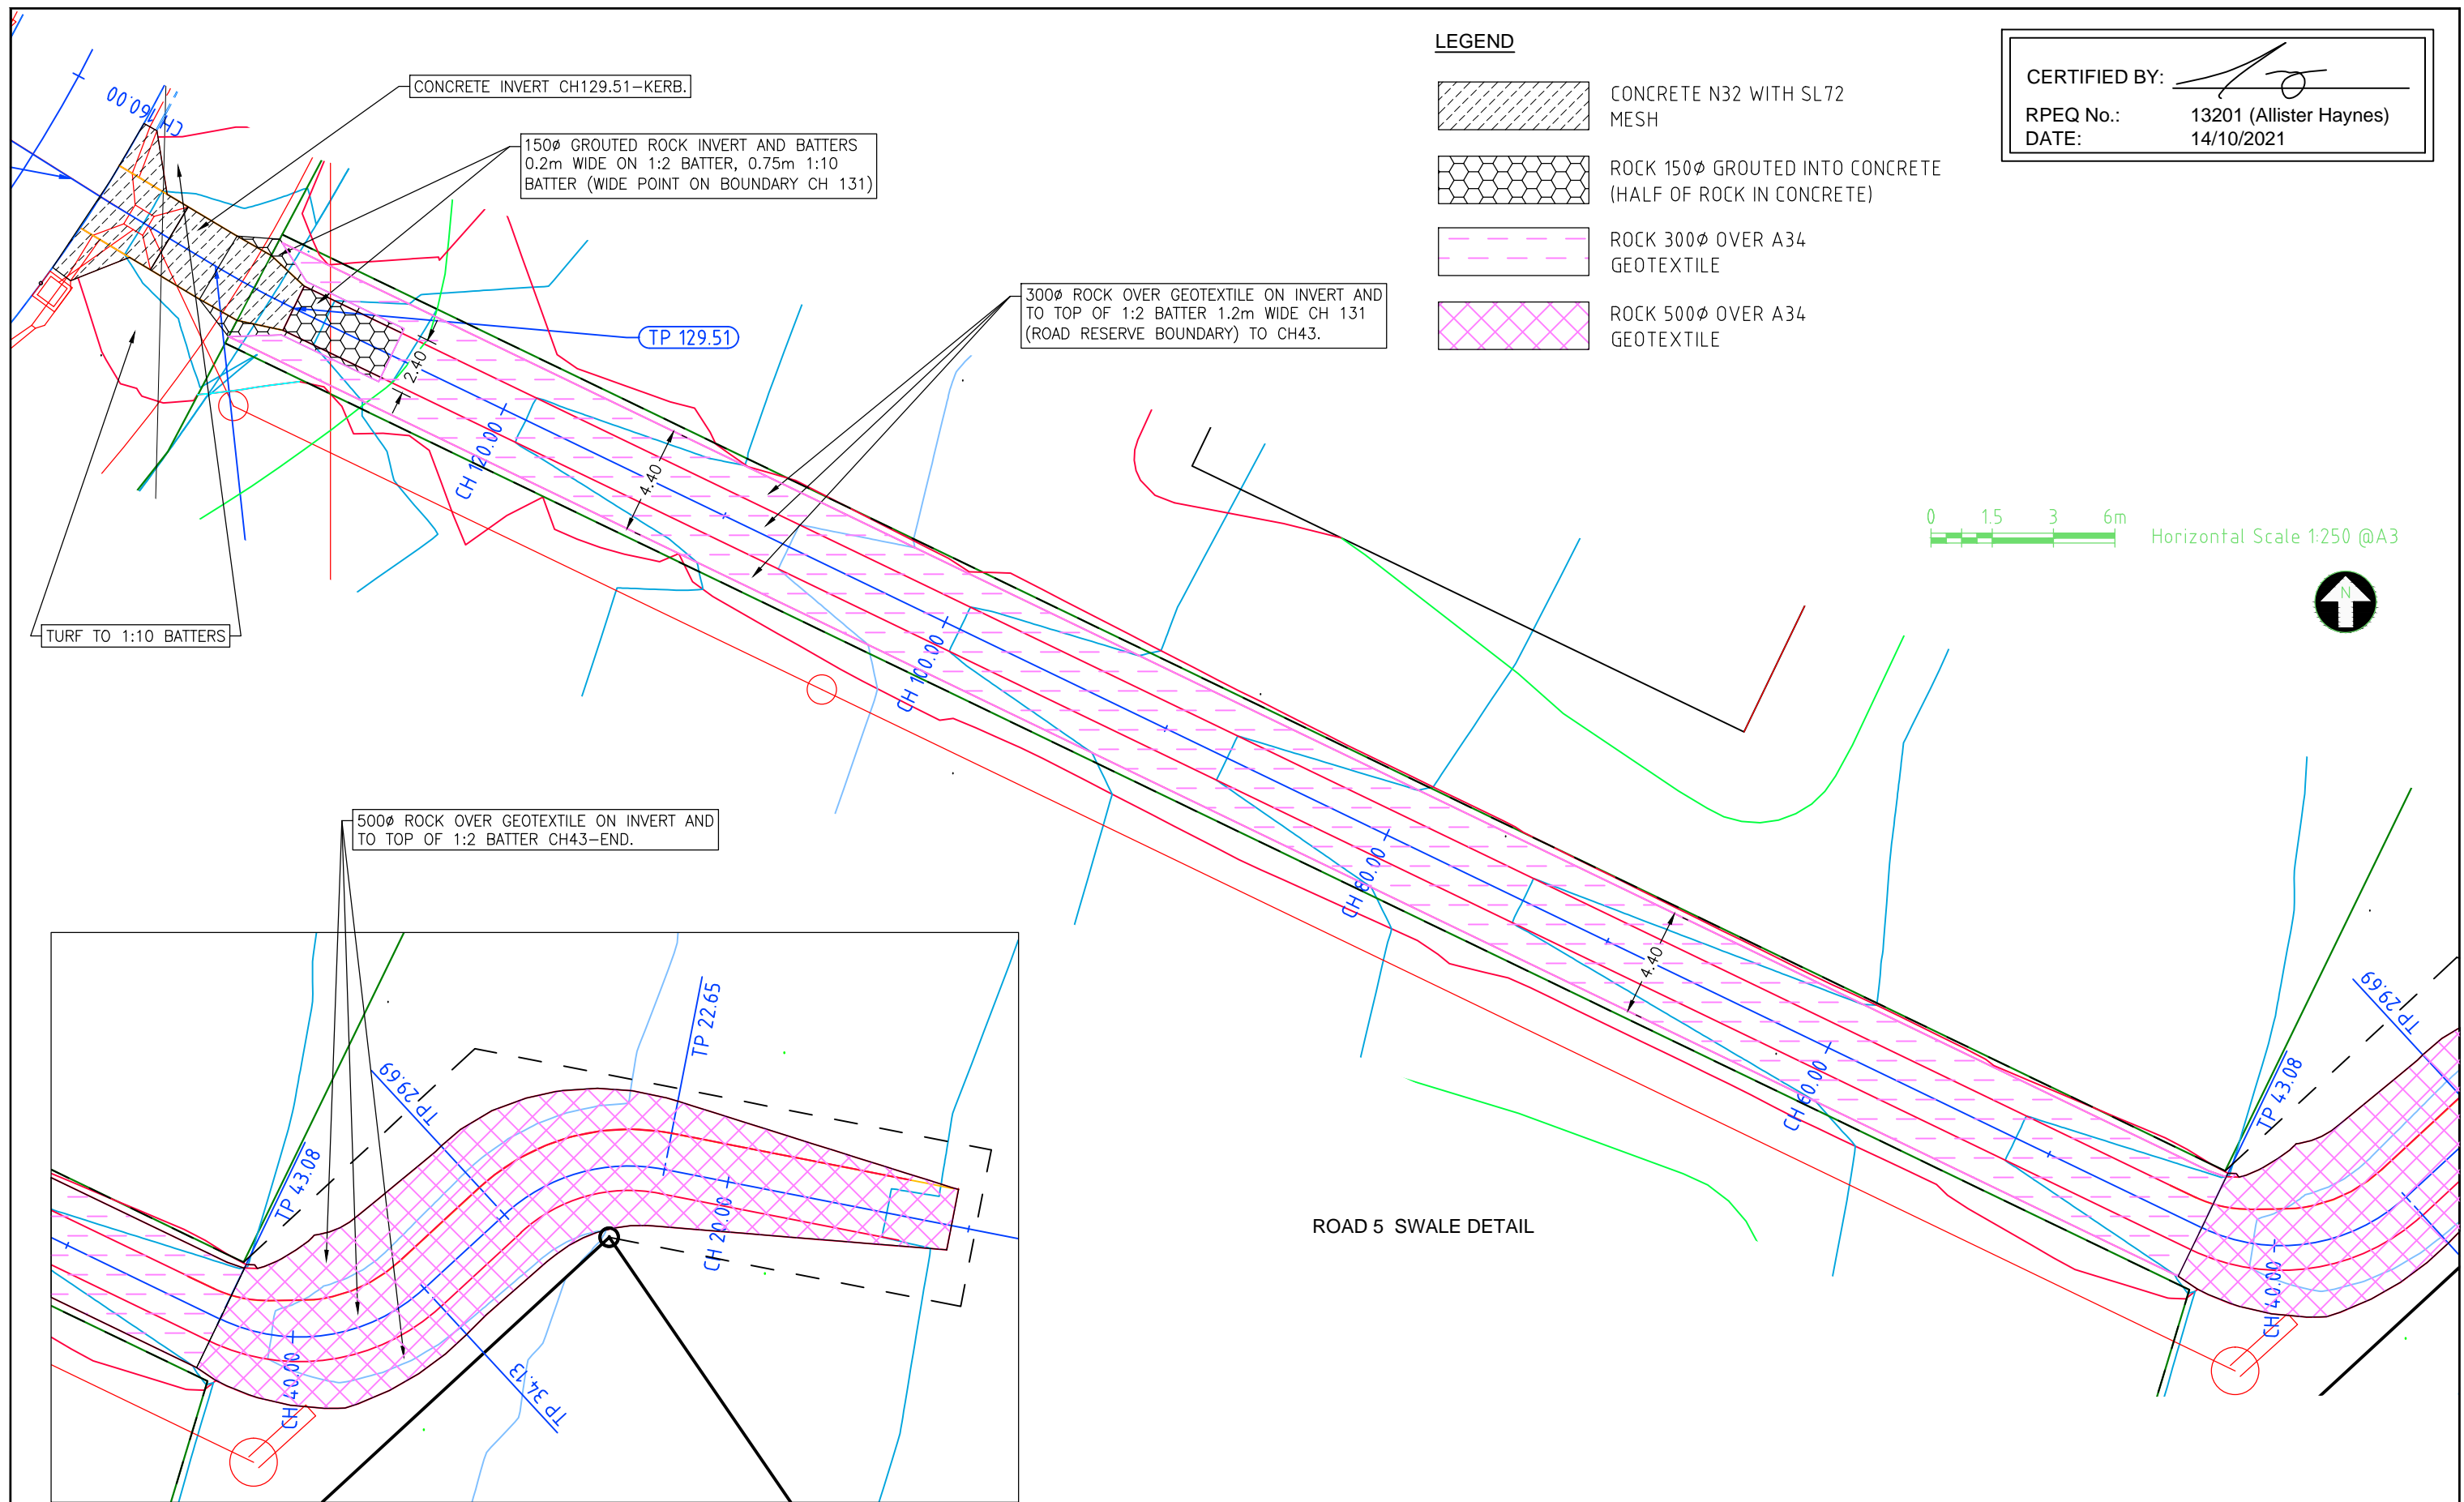 LEGEND
CONCRETE N32 WITH SL72
MESH
ROCK 150ø GROUTED INTO CONCRETE
(HALF OF ROCK IN CONCRETE)
ROCK 300ø OVER A34
GEOTEXTILE
ROCK 500ø OVER A34
GEOTEXTILE
CERTIFIED BY:
RPEQ No.: 13201 (Allister Haynes)
DATE: 14/10/2021
CONCRETE INVERT CH129.51-KERB.
CH 160.00
150ø GROUTED ROCK INVERT AND BATTERS
0.2m WIDE ON 1:2 BATTER, 0.75m 1:10
BATTER (WIDE POINT ON BOUNDARY CH 131)
300ø ROCK OVER GEOTEXTILE ON INVERT AND
TO TOP OF 1:2 BATTER 1.2m WIDE CH 131
(ROAD RESERVE BOUNDARY) TO CH43.
TP 129.51
2.40
CH 120.00
4.40
0 1.5 3 6m
Horizontal Scale 1:250 @A3
N
TURF TO 1:10 BATTERS
CH 100.00
500ø ROCK OVER GEOTEXTILE ON INVERT AND
TO TOP OF 1:2 BATTER CH43-END.
CH 80.00
4.40
CH 60.00
TP 29.69
TP 43.08
CH 40.00
TP 22.65
TP 29.69
TP 43.08
CH 20.00
TP 34.13
CH 40.00
ROAD 5 SWALE DETAIL